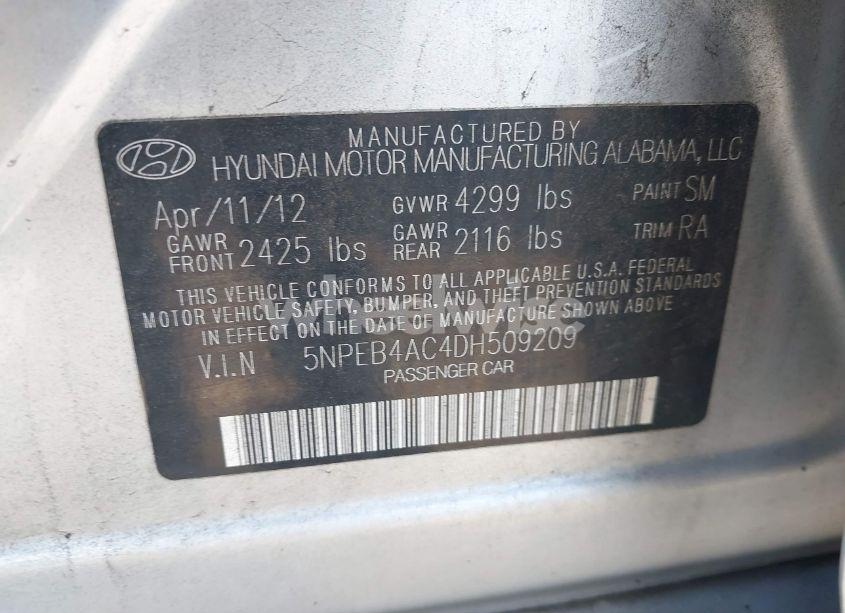 MANUFACTURED BY
HYUNDAI MOTOR MANUFACTURING ALABAMA, LLC
Apr/11/12 GVWR 4299 lbs PAINT SM
GAWR FRONT 2425 lbs GAWR REAR 2116 lbs TRIM RA
THIS VEHICLE CONFORMS TO ALL APPLICABLE U.S.A. FEDERAL
MOTOR VEHICLE SAFETY, BUMPER, AND THEFT PREVENTION STANDARDS
IN EFFECT ON THE DATE OF MANUFACTURE SHOWN ABOVE
V.I.N 5NPEB4AC4DH509209
PASSENGER CAR
wheelwise